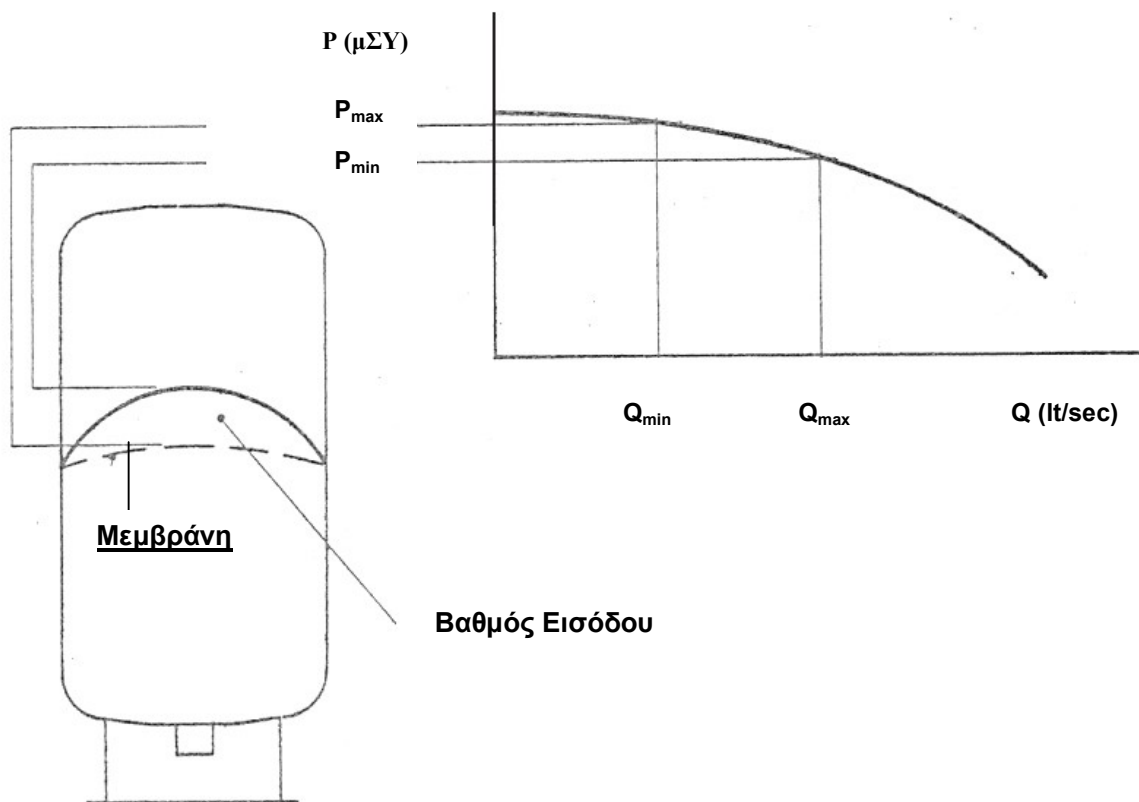 P (μΣΥ)
Pmax
Pmin
Qmin Qmax Q (lt/sec)
Μεμβράνη
Βαθμός Εισόδου